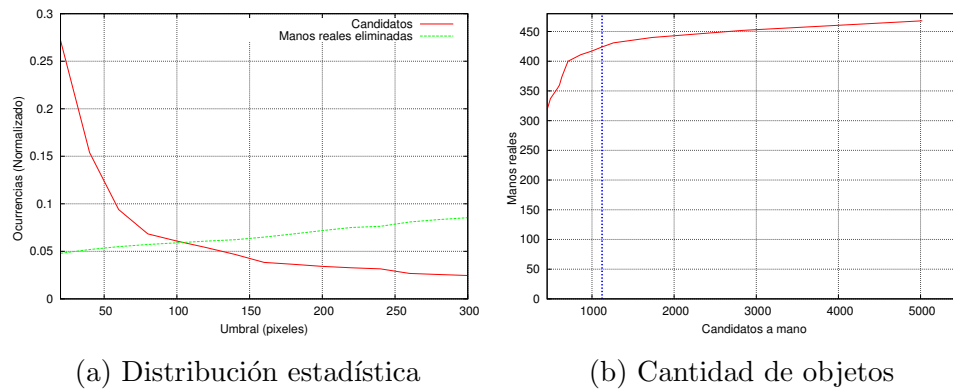 Candidatos
Manos reales eliminadas
Ocurrencias (Normalizado)
0.3
0.25
0.2
0.15
0.1
0.05
0
50 100 150 200 250 300
Umbral (pixeles)
(a) Distribución estadística
Manos reales
450
400
350
300
250
200
150
100
50
0
1000 2000 3000 4000 5000
Candidatos a mano
(b) Cantidad de objetos